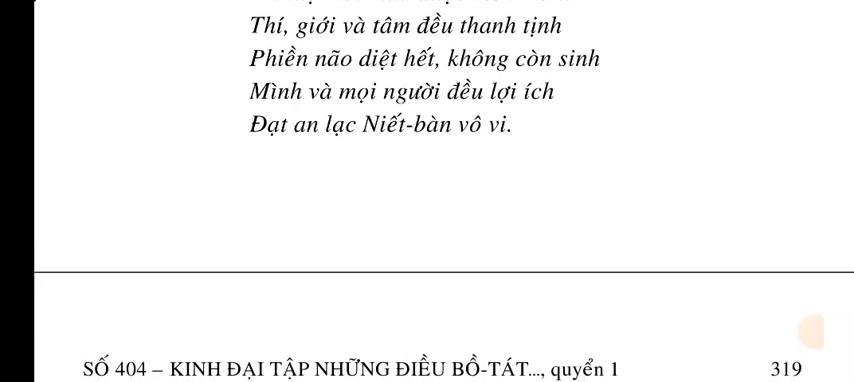 Thí, giới và tâm đều thanh tịnh
Phiền não diệt hết, không còn sinh
Mình và mọi người đều lợi ích
Đạt an lạc Niết-bàn vô vi.
SỐ 404 – KINH ĐẠI TẬP NHỮNG ĐIỀU BỒ-TÁT..., quyển 1 319